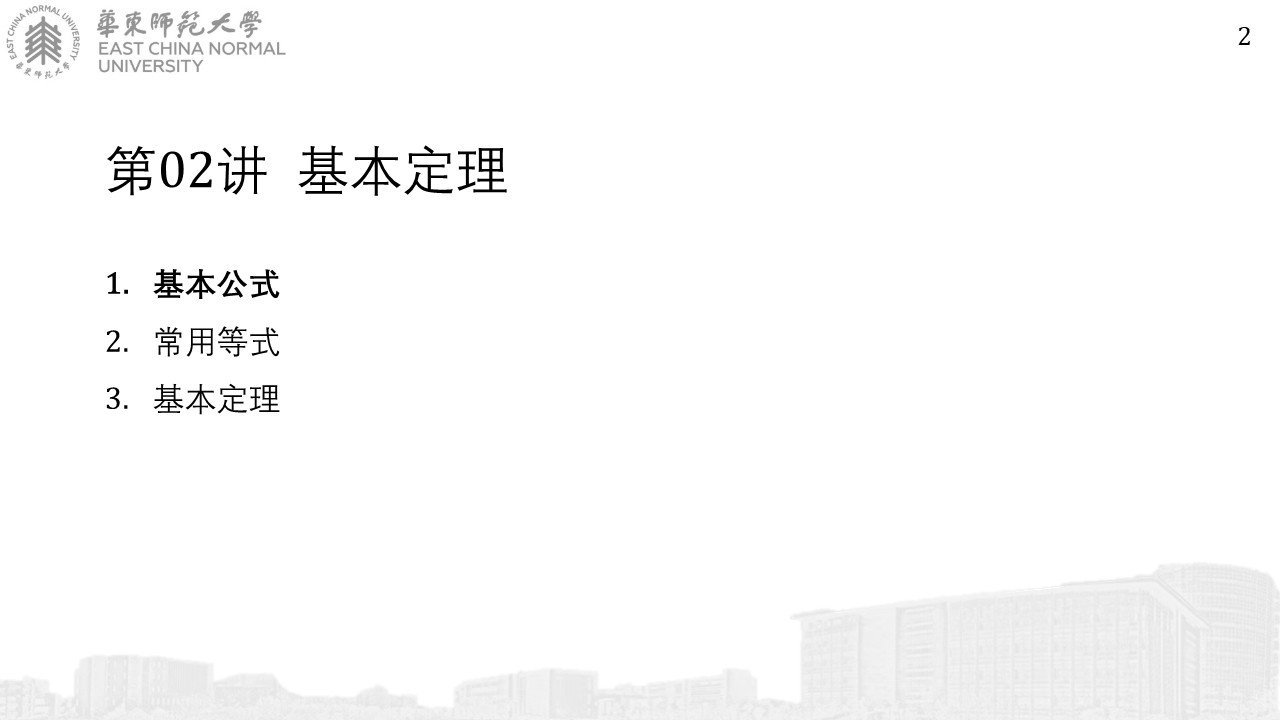 華東師範大學
EAST CHINA NORMAL
UNIVERSITY
EAST CHINA NORMAL UNIVERSITY
華東师范大學
2
第02讲 基本定理
1. 基本公式
2. 常用等式
3. 基本定理